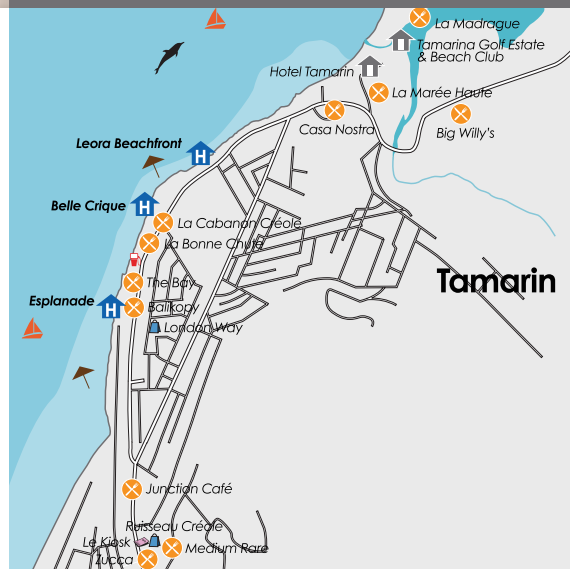 La Madrague
Tamarina Golf Estate
& Beach Club
Hotel Tamarin
La Marée Haute
Casa Nostra
Big Willy's
Leora Beachfront
H
Belle Crique
H
La Cabanon Créole
La Bonne Chute
Tamarin
The Bay
Esplanade
H
Balikopy
London Way
Junction Café
Ruisseau Créole
Le Kiosk
Medium Rare
Zucca